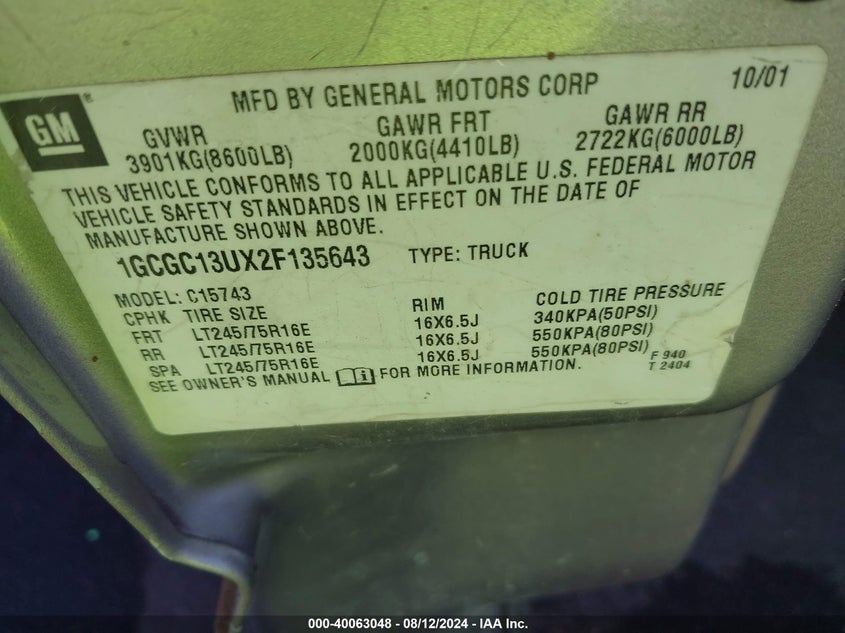 MFD BY GENERAL MOTORS CORP 10/01
GM®
GVWR GAWR FRT GAWR RR
3901KG(8600LB) 2000KG(4410LB) 2722KG(6000LB)
THIS VEHICLE CONFORMS TO ALL APPLICABLE U.S. FEDERAL MOTOR
VEHICLE SAFETY STANDARDS IN EFFECT ON THE DATE OF
MANUFACTURE SHOWN ABOVE.
1GCGC13UX2F135643 TYPE: TRUCK
MODEL: C15743
CPHK TIRE SIZE RIM COLD TIRE PRESSURE
FRT LT245/75R16E 16X6.5J 340KPA(50PSI)
RR LT245/75R16E 16X6.5J 550KPA(80PSI)
SPA LT245/75R16E 16X6.5J 550KPA(80PSI)
SEE OWNER'S MANUAL FOR MORE INFORMATION.
F 940
T 2404
000-40063048 - 08/12/2024 - IAA Inc.